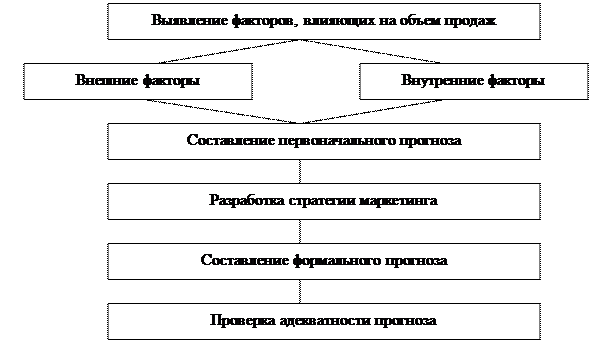 Выявление факторов, влияющих на объем продаж
Внешние факторы
Внутренние факторы
Составление первоначального прогноза
Разработка стратегии маркетинга
Составление формального прогноза
Проверка адекватности прогноза